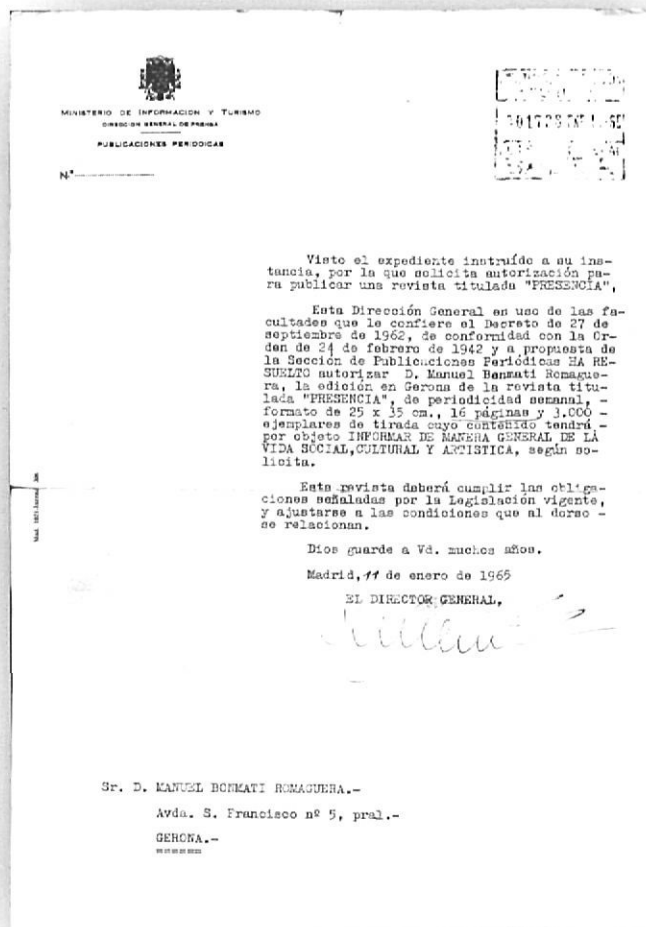 MINISTERIO DE INFORMACION Y TURISMO
DIRECCION GENERAL DE PRENSA
PUBLICACIONES PERIODICAS
Nº
Visto el expediente instruído a su ins-
tancia, por la que solicita autorización pa-
ra publicar una revista titulada "PRESENCIA",
Esta Dirección General en uso de las fa-
cultades que le confiere el Decreto de 27 de
septiembre de 1962, de conformidad con la Or-
den de 24 de febrero de 1942 y a propuesta de
la Sección de Publicaciones Periódicas HA RE-
SUELTO autorizar D. Manuel Bonmati Romague-
ra, la edición en Gerona de la revista titu-
lada "PRESENCIA", de periodicidad semanal, -
formato de 25 x 35 cm., 16 páginas y 3.000 -
ejemplares de tirada cuyo contenido tendrá -
por objeto INFORMAR DE MANERA GENERAL DE LA
VIDA SOCIAL,CULTURAL Y ARTISTICA, según so-
licita.
Esta revista deberá cumplir las obliga-
ciones señaladas por la Legislación vigente,
y ajustarse a las condiciones que al dorso -
se relacionan.
Dios guarde a Vd. muchos años.
Madrid, 11 de enero de 1965
EL DIRECTOR GENERAL,
Sr. D. MANUEL BONMATI ROMAGUERA.-
Avda. S. Francisco nº 5, pral.-
GERONA.-